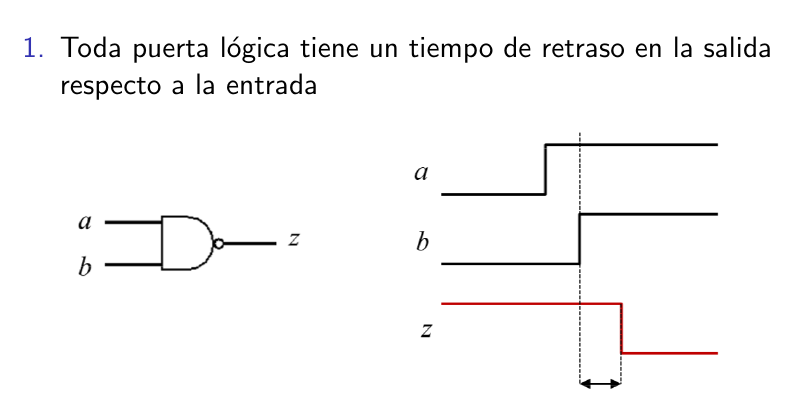 1. Toda puerta lógica tiene un tiempo de retraso en la salida
respecto a la entrada
a
b
z
a
b
z